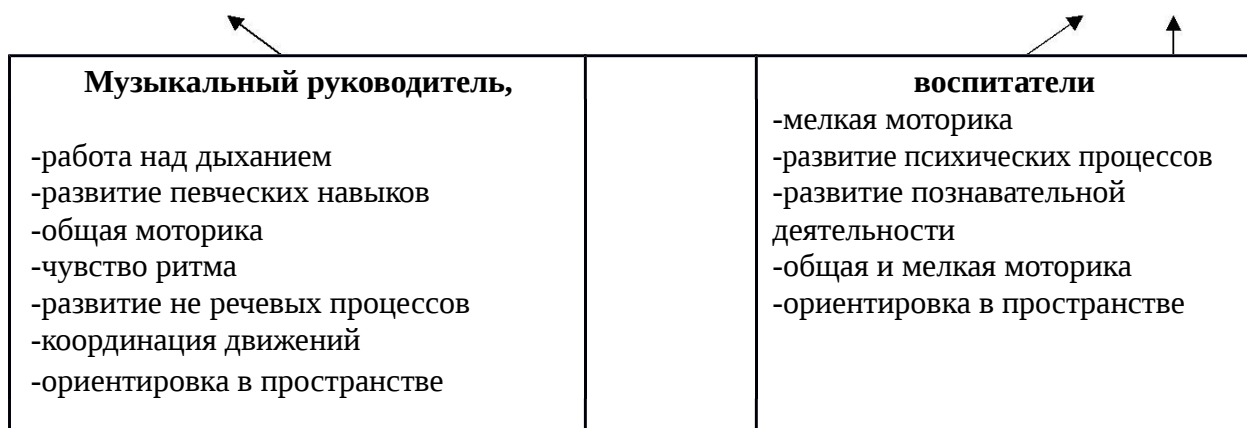 Музыкальный руководитель,
-работа над дыханием
-развитие певческих навыков
-общая моторика
-чувство ритма
-развитие не речевых процессов
-координация движений
-ориентировка в пространстве
воспитатели
-мелкая моторика
-развитие психических процессов
-развитие познавательной
деятельности
-общая и мелкая моторика
-ориентировка в пространстве